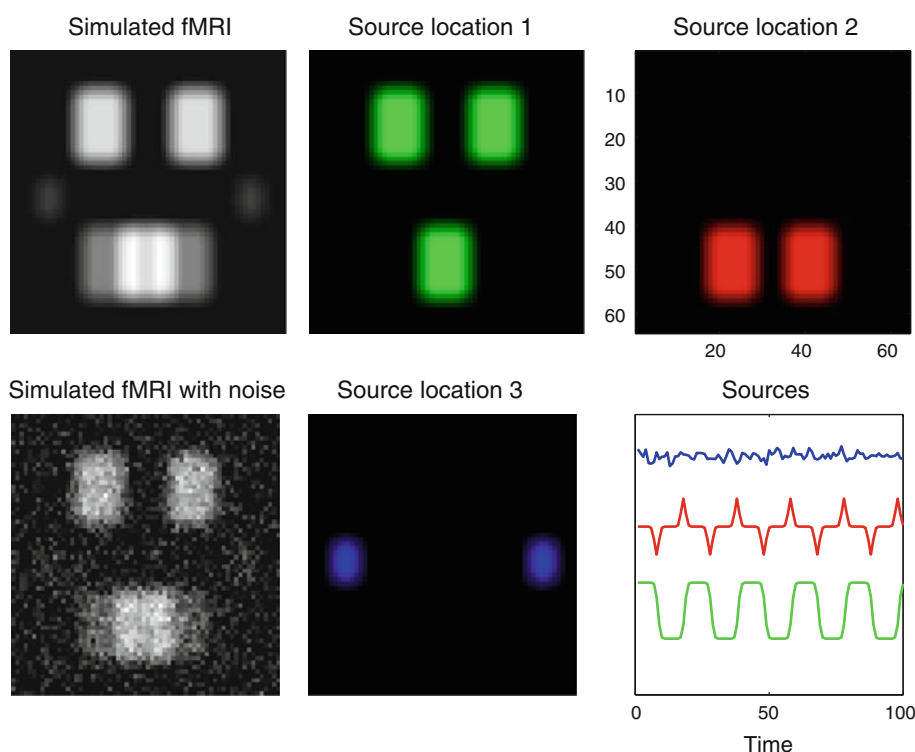 Simulated fMRI
Source location 1
Source location 2
10
20
30
40
50
60
20
40
60
Simulated fMRI with noise
Source location 3
Sources
0
50
100
Time